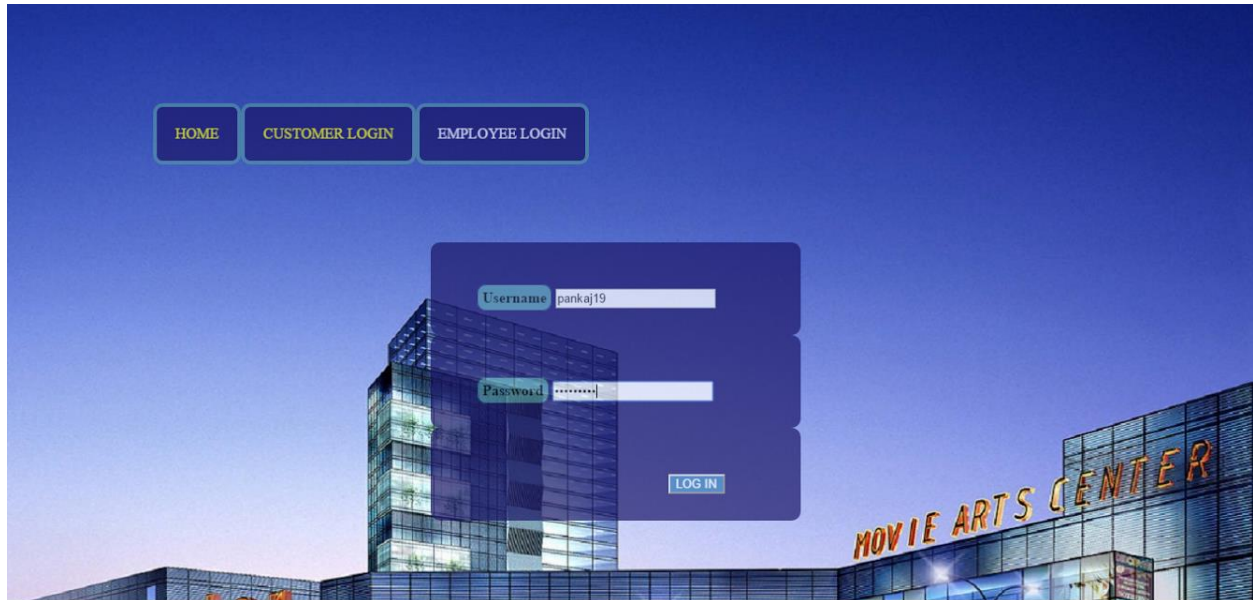 HOME CUSTOMER LOGIN EMPLOYEE LOGIN
Username pankaj19
Password •••••••••
LOG IN
MOVIE ARTS CENTER